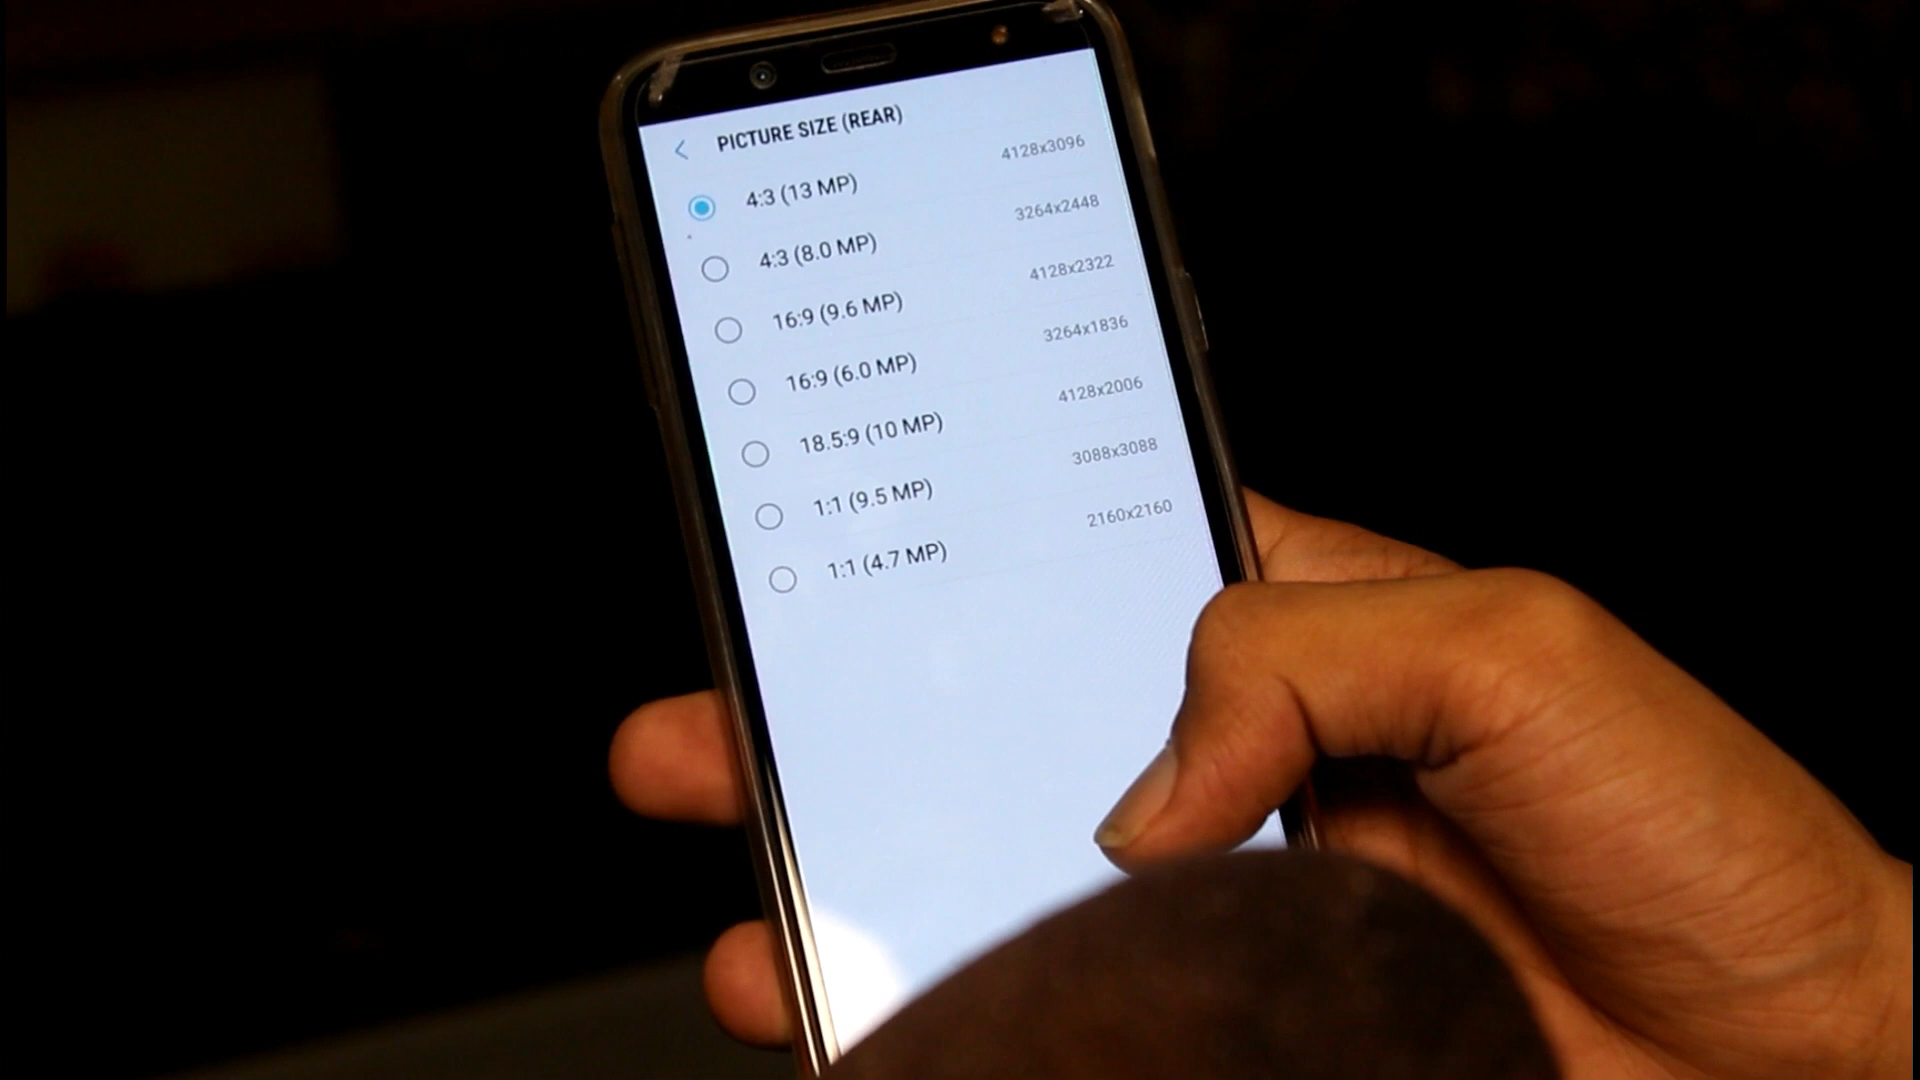 PICTURE SIZE (REAR)
4:3 (13 MP) 4128x3096
4:3 (8.0 MP) 3264x2448
16:9 (9.6 MP) 4128x2322
16:9 (6.0 MP) 3264x1836
18.5:9 (10 MP) 4128x2006
1:1 (9.5 MP) 3088x3088
1:1 (4.7 MP) 2160x2160